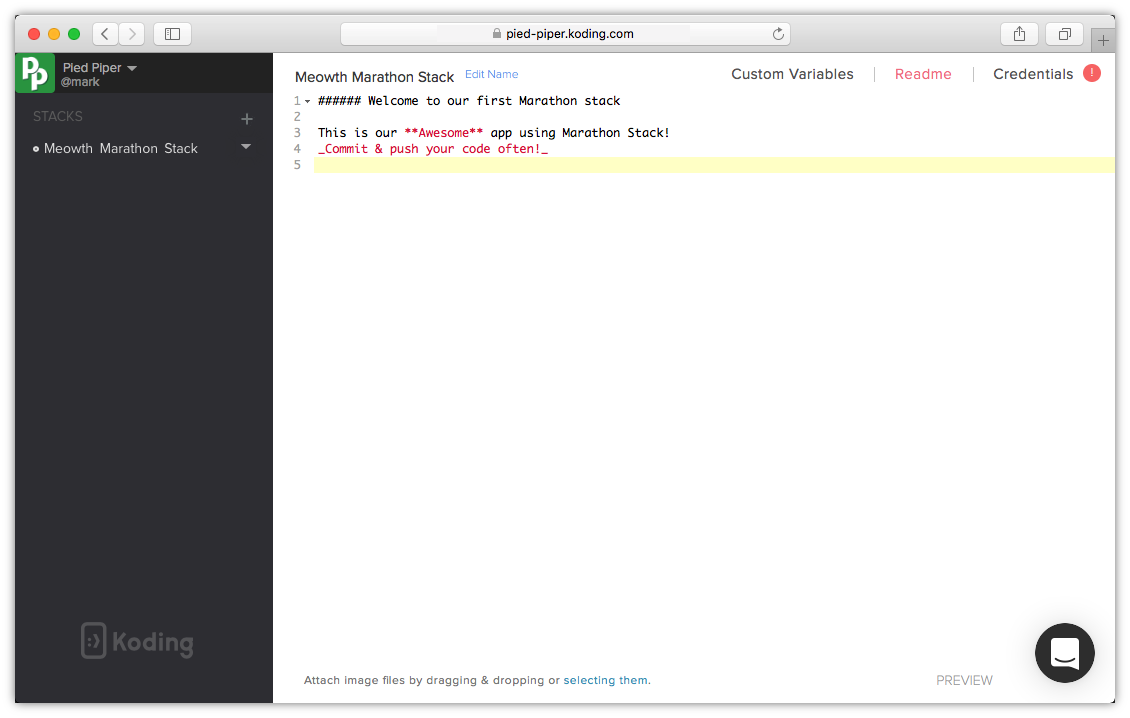 pied-piper.koding.com
PP
Pied Piper
@mark
STACKS
Meowth Marathon Stack
Koding
Meowth Marathon Stack Edit Name
Custom Variables Readme Credentials !
1 ###### Welcome to our first Marathon stack
2
3 This is our **Awesome** app using Marathon Stack!
4 _Commit & push your code often!_
5
Attach image files by dragging & dropping or selecting them.
PREVIEW